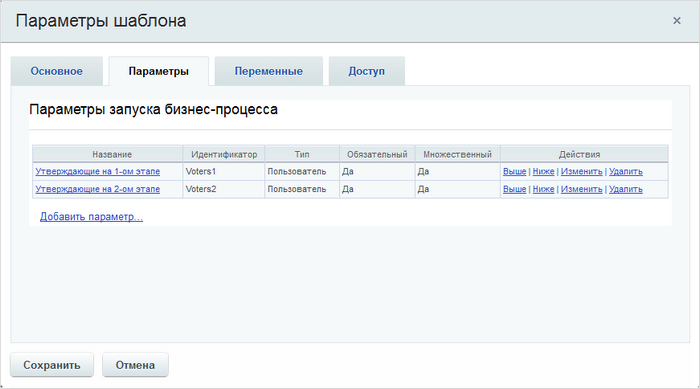 Параметры шаблона ×
Основное Параметры Переменные Доступ
Параметры запуска бизнес-процесса
Название Идентификатор Тип Обязательный Множественный Действия
Утверждающие на 1-ом этапе Voters1 Пользователь Да Да Выше | Ниже | Изменить | Удалить
Утверждающие на 2-ом этапе Voters2 Пользователь Да Да Выше | Ниже | Изменить | Удалить
Добавить параметр...
Сохранить Отмена